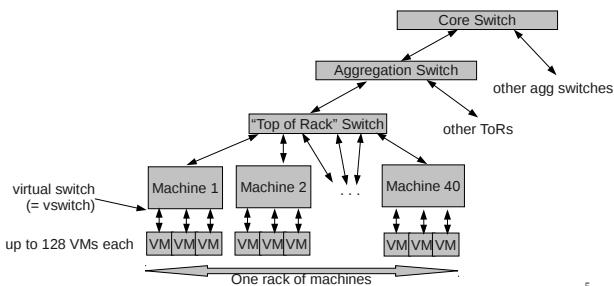 Core Switch
Aggregation Switch
other agg switches
"Top of Rack" Switch
other ToRs
virtual switch
(= vswitch)
Machine 1
Machine 2
. . .
Machine 40
up to 128 VMs each
VM VM VM
VM VM VM
VM VM VM
One rack of machines
5